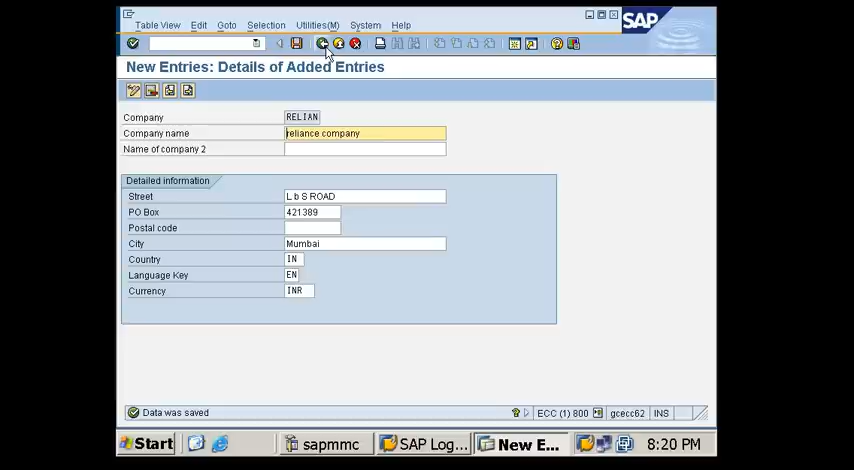 Table View Edit Goto Selection Utilities(M) System Help
SAP
New Entries: Details of Added Entries
Company RELIAN
Company name reliance company
Name of company 2
Detailed information
Street L b S ROAD
PO Box 421389
Postal code
City Mumbai
Country IN
Language Key EN
Currency INR
Data was saved ECC (1) 800 gcecc62 INS
Start sapmmc SAP Log... New E... 8:20 PM